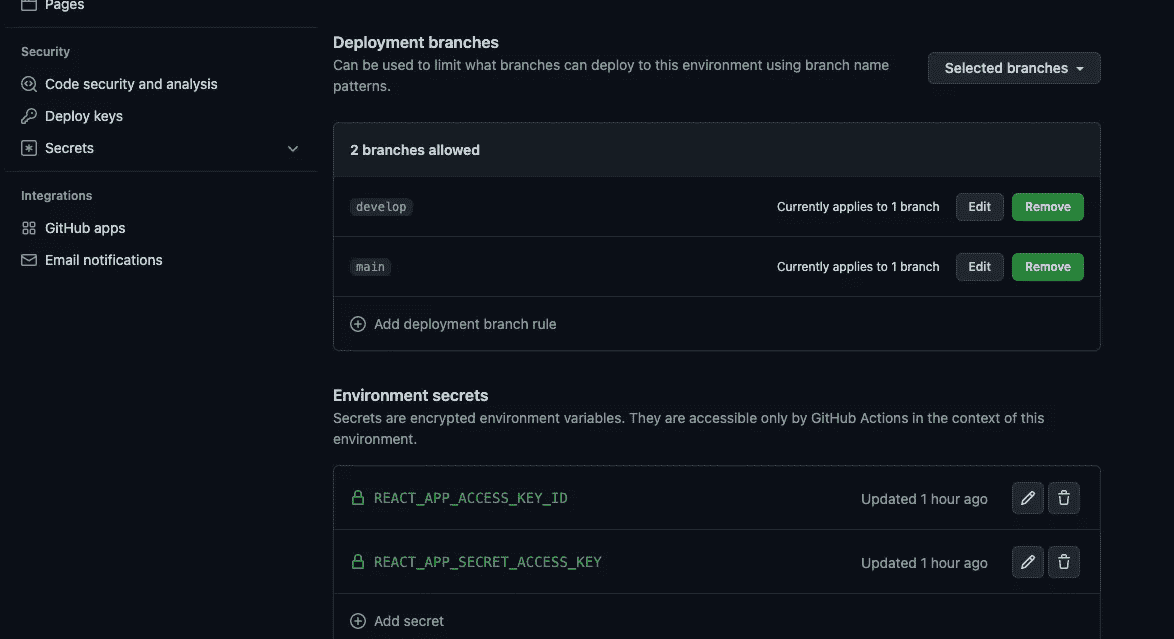 Pages
Security
Code security and analysis
Deploy keys
Secrets
Integrations
GitHub apps
Email notifications
Deployment branches
Can be used to limit what branches can deploy to this environment using branch name
patterns.
Selected branches
2 branches allowed
develop
Currently applies to 1 branch
Edit
Remove
main
Currently applies to 1 branch
Edit
Remove
Add deployment branch rule
Environment secrets
Secrets are encrypted environment variables. They are accessible only by GitHub Actions in the context of this
environment.
REACT_APP_ACCESS_KEY_ID
Updated 1 hour ago
REACT_APP_SECRET_ACCESS_KEY
Updated 1 hour ago
Add secret